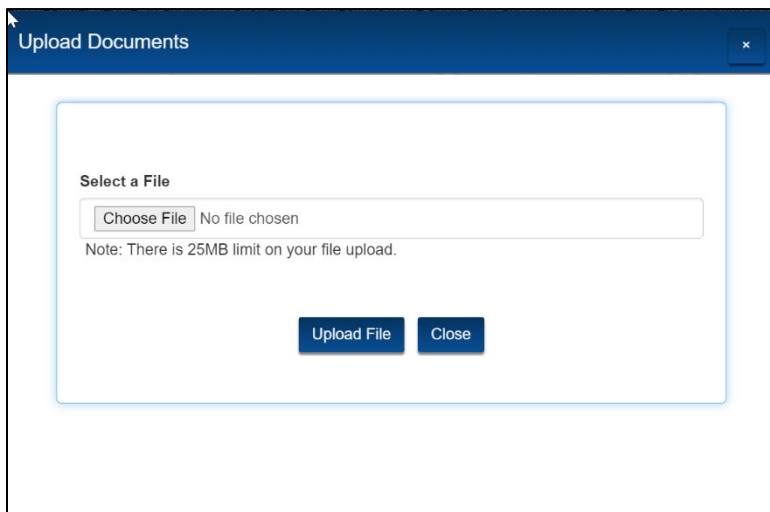 Upload Documents
×
Select a File
Choose File No file chosen
Note: There is 25MB limit on your file upload.
Upload File Close